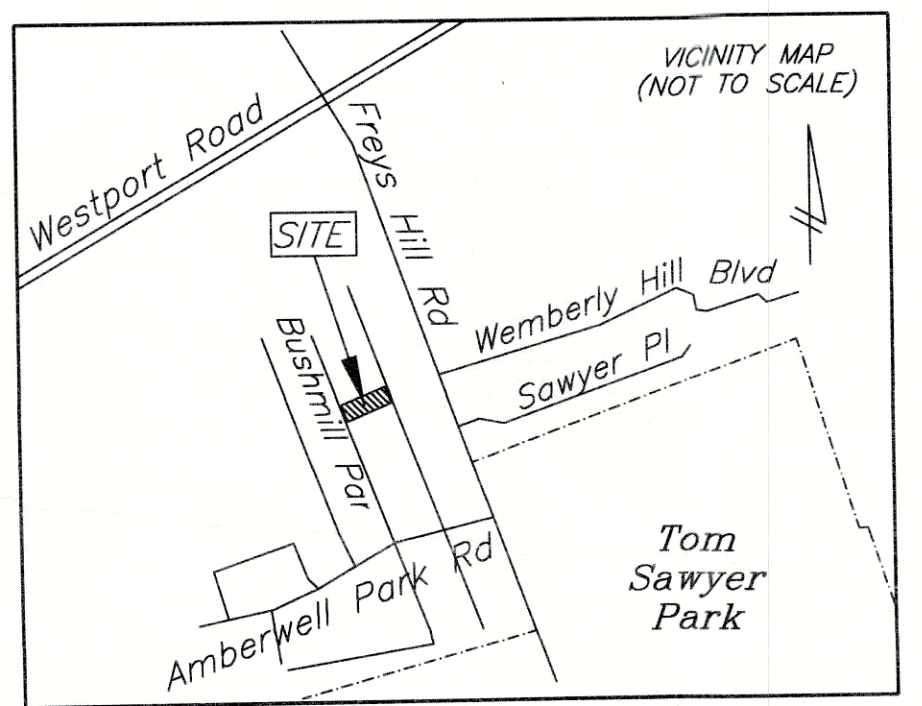 VICINITY MAP
(NOT TO SCALE)
Westport Road
Freys Hill Rd
SITE
Wemberly Hill Blvd
Sawyer Pl
Bushmill Par
Amberwell Park Rd
Tom
Sawyer
Park